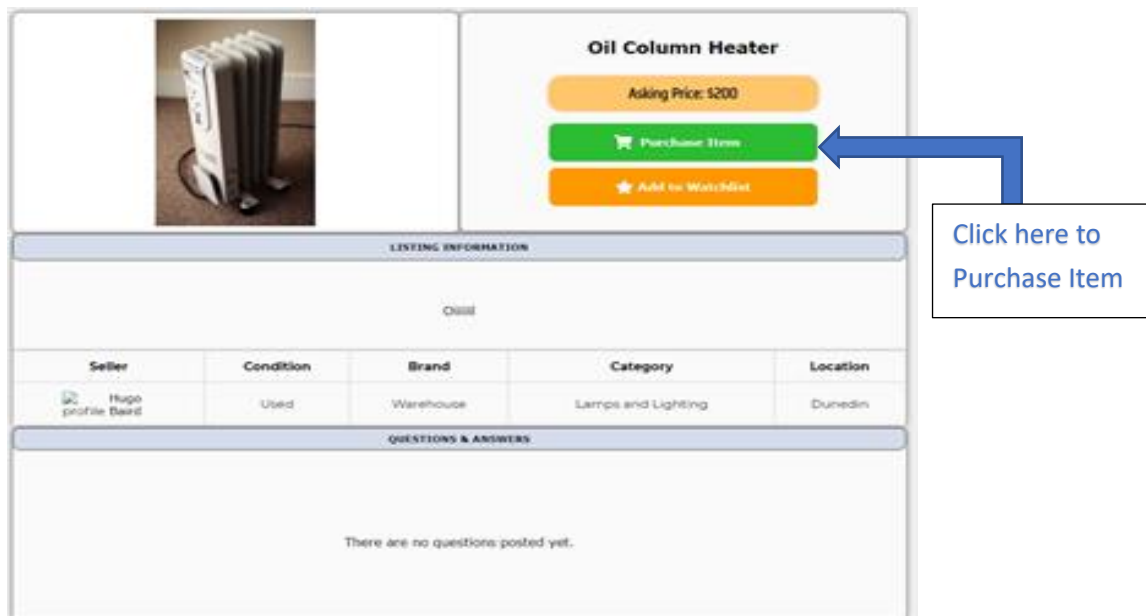 Oil Column Heater
Asking Price: $200
Purchase Item
Add to Watchlist
Click here to
Purchase Item
LISTING INFORMATION
Seller
Condition
Brand
Category
Location
profile
Hugo
Baird
Used
Warehouse
Lamps and Lighting
Dunedin
QUESTIONS & ANSWERS
There are no questions posted yet.